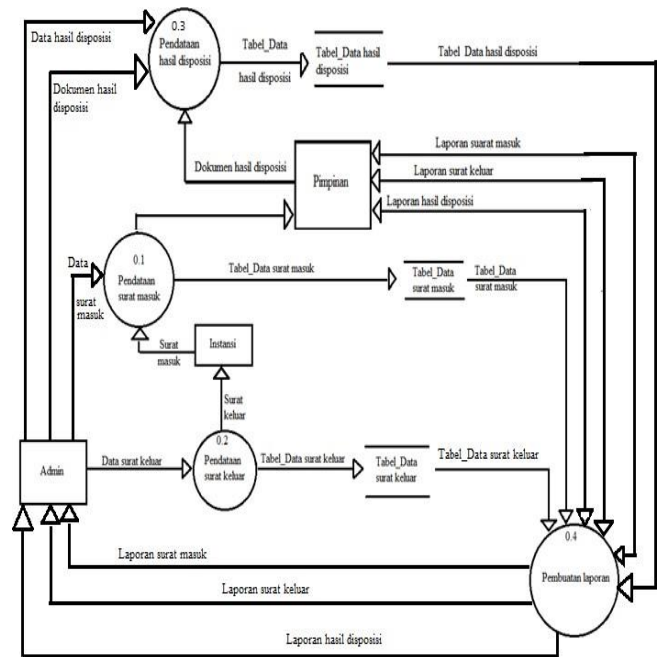 Data hasil disposisi
0.3
Pendataan
hasil disposisi
Tabel_Data
hasil disposisi
Tabel_Data hasil
disposisi
Tabel Data hasil disposisi
Dokumen hasil
disposisi
Dokumen hasil disposisi
Pimpinan
Laporan suarat masuk
Laporan surat keluar
Laporan hasil disposisi
Data
surat
masuk
0.1
Pendataan
surat masuk
Tabel_Data surat masuk
Tabel_Data
surat masuk
Tabel_Data
surat masuk
Surat
masuk
Instansi
Surat
keluar
Admin
Data surat keluar
0.2
Pendataan
surat keluar
Tabel_Data surat keluar
Tabel_Data
surat keluar
Tabel_Data surat keluar
0.4
Pembuatan laporan
Laporan surat masuk
Laporan surat keluar
Laporan hasil disposisi